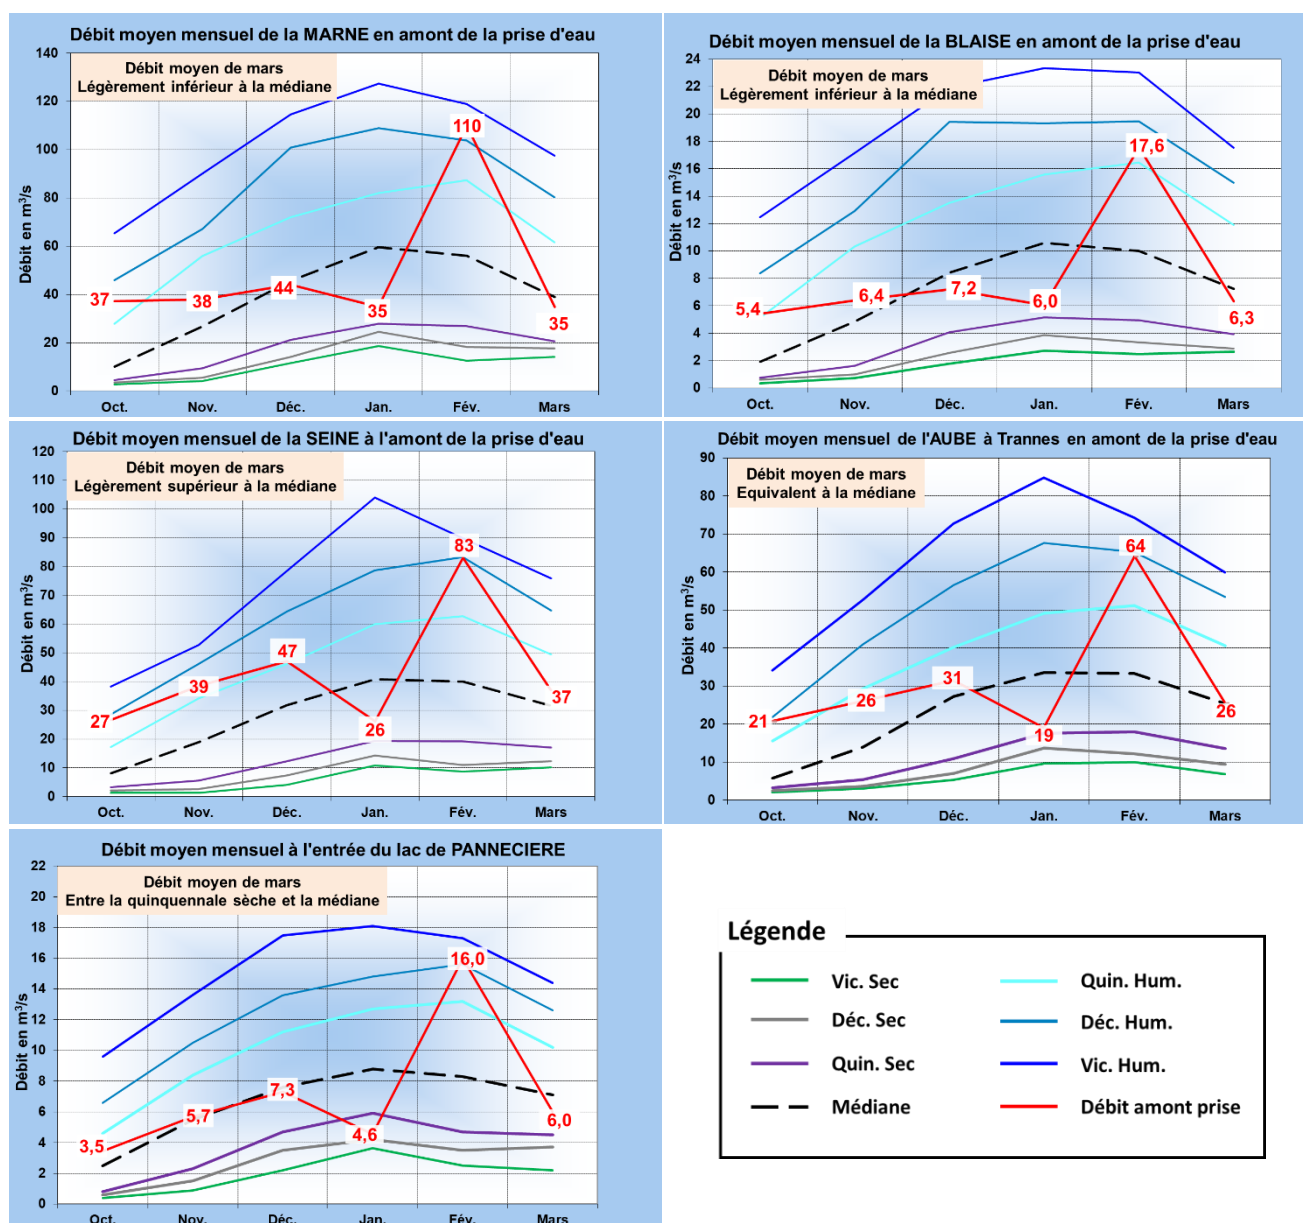 Débit moyen mensuel de la MARNE en amont de la prise d'eau
Débit moyen de mars
Légèrement inférieur à la médiane
Débit en m³/s
140
120
100
80
60
40
20
0
37
38
44
35
110
35
Oct.
Nov.
Déc.
Jan.
Fév.
Mars
Débit moyen mensuel de la BLAISE en amont de la prise d'eau
Débit moyen de mars
Légèrement inférieur à la médiane
Débit en m³/s
24
22
20
18
16
14
12
10
8
6
4
2
0
5,4
6,4
7,2
6,0
17,6
6,3
Oct.
Nov.
Déc.
Jan.
Fév.
Mars
Débit moyen mensuel de la SEINE à l'amont de la prise d'eau
Débit moyen de mars
Légèrement supérieur à la médiane
Débit en m³/s
120
110
100
90
80
70
60
50
40
30
20
10
0
27
39
47
26
83
37
Oct.
Nov.
Déc.
Jan.
Fév.
Mars
Débit moyen mensuel de l'AUBE à Trannes en amont de la prise d'eau
Débit moyen de mars
Equivalent à la médiane
Débit en m³/s
90
80
70
60
50
40
30
20
10
0
21
26
31
19
64
26
Oct.
Nov.
Déc.
Jan.
Fév.
Mars
Débit moyen mensuel à l'entrée du lac de PANNECIERE
Débit moyen de mars
Entre la quinquennale sèche et la médiane
Débit en m³/s
22
20
18
16
14
12
10
8
6
4
2
0
3,5
5,7
7,3
4,6
16,0
6,0
Oct.
Nov.
Déc.
Jan.
Fév.
Mars
Légende
Vic. Sec
Déc. Sec
Quin. Sec
Médiane
Quin. Hum.
Déc. Hum.
Vic. Hum.
Débit amont prise